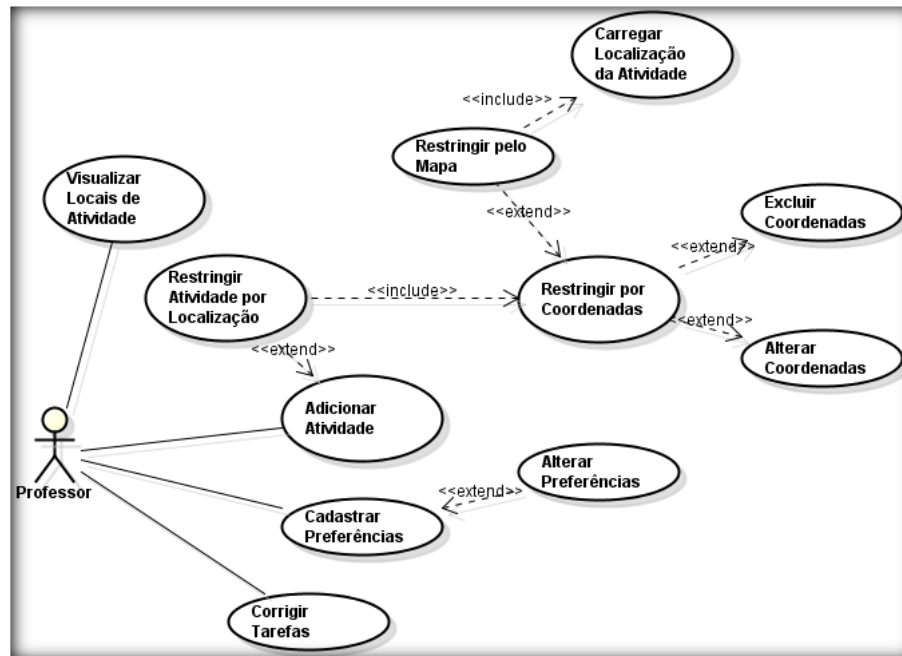 Carregar
Localização
da Atividade
<<include>>
Restringir pelo
Mapa
Visualizar
Locais de
Atividade
<<extend>>
Excluir
Coordenadas
<<extend>>
Restringir
Atividade por
Localização
<<include>>
Restringir por
Coordenadas
<<extend>>
Alterar
Coordenadas
<<extend>>
Adicionar
Atividade
Professor
Alterar
Preferências
<<extend>>
Cadastrar
Preferências
Corrigir
Tarefas